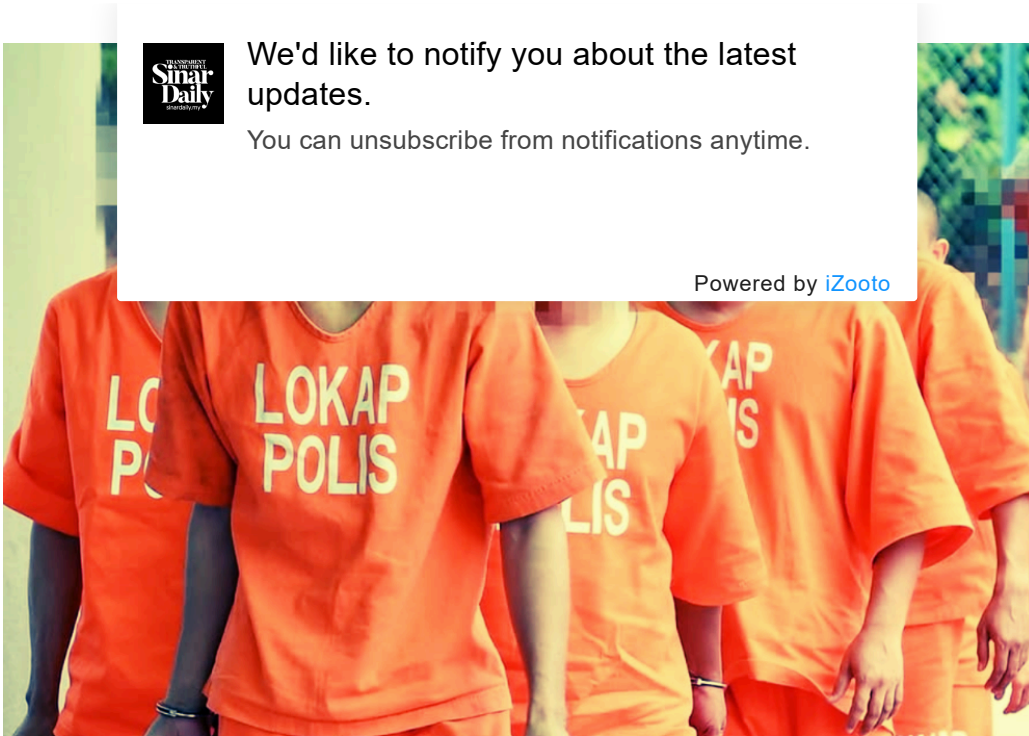 We'd like to notify you about the latest
updates.
You can unsubscribe from notifications anytime.
TRANSPARENT
& TRUTHFUL
Sinar
Daily
sinardaily.my
Powered by iZooto
LO
P
LOKAP
POLIS
AP
LIS
KAP
IS